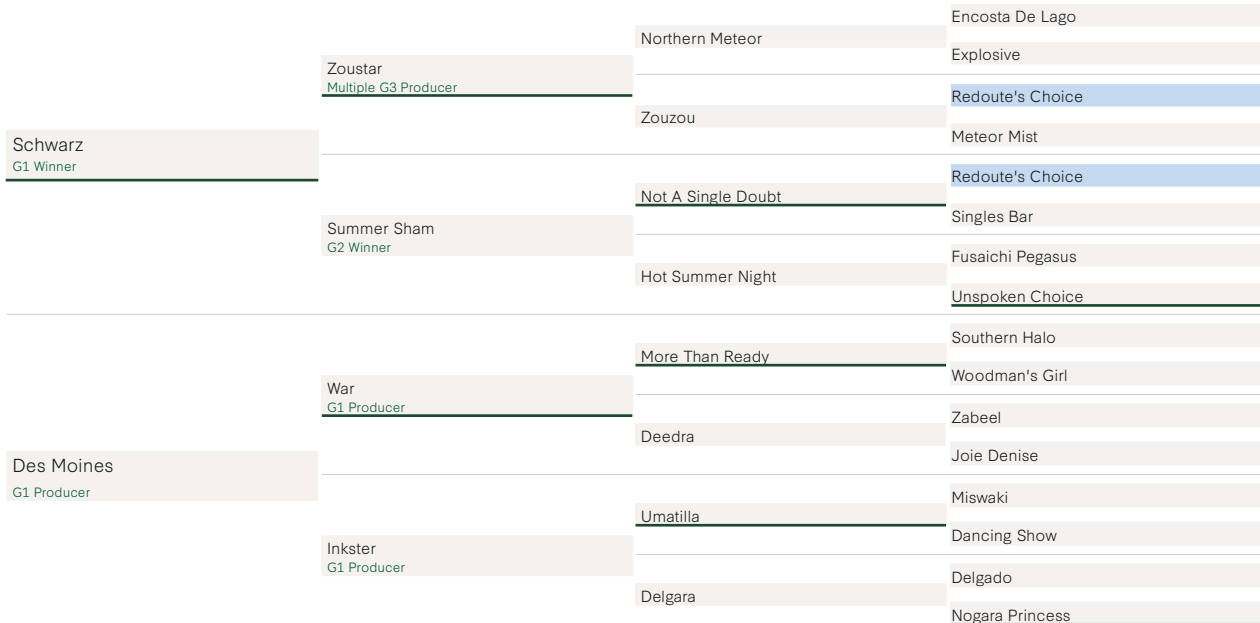 Schwarz
G1 Winner
Des Moines
G1 Producer
Zoustar
Multiple G3 Producer
Summer Sham
G2 Winner
War
G1 Producer
Inkster
G1 Producer
Northern Meteor
Zouzou
Not A Single Doubt
Hot Summer Night
More Than Ready
Deedra
Umatilla
Delgara
Encosta De Lago
Explosive
Redoute's Choice
Meteor Mist
Redoute's Choice
Singles Bar
Fusaichi Pegasus
Unspoken Choice
Southern Halo
Woodman's Girl
Zabeel
Joie Denise
Miswaki
Dancing Show
Delgado
Nogara Princess